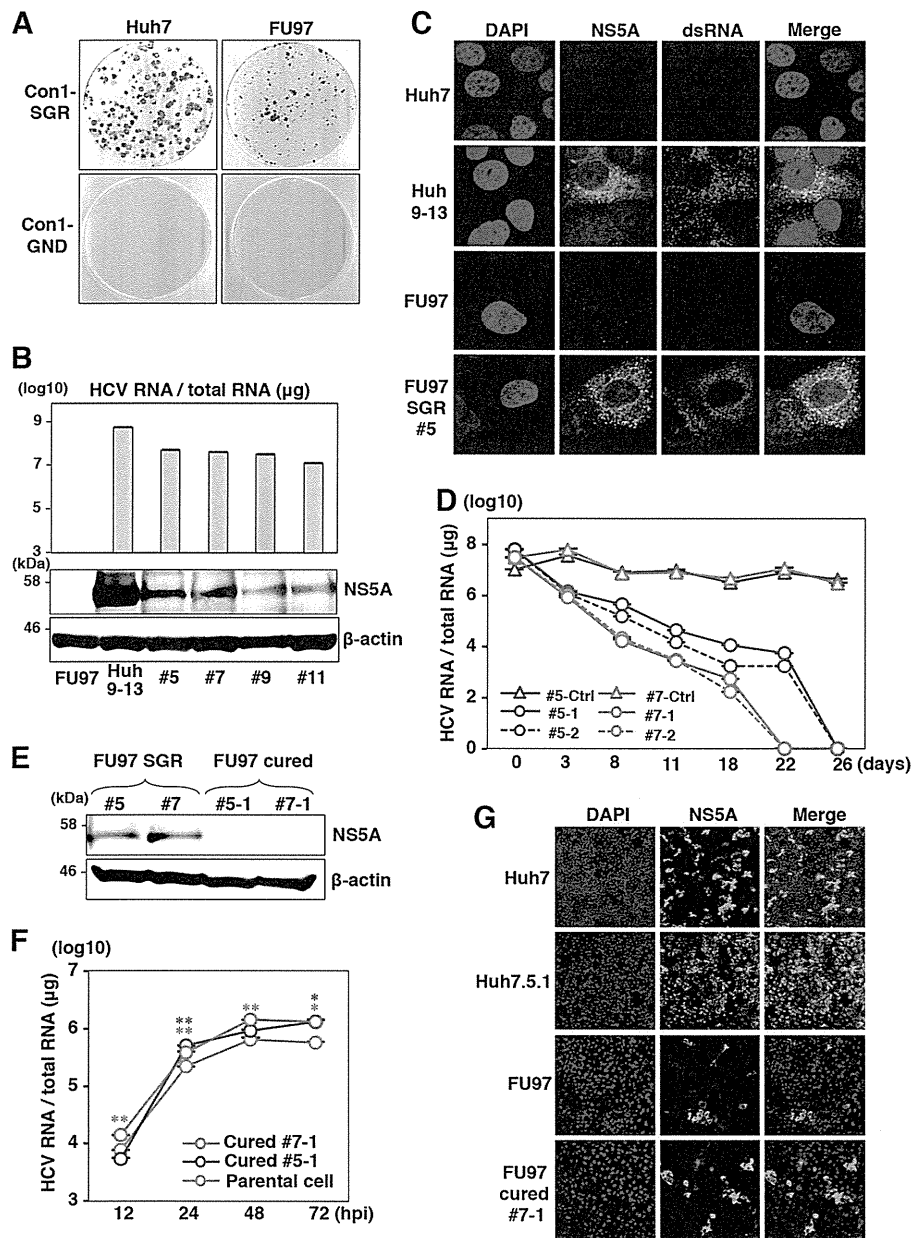 A
Huh7 FU97
Con1-
SGR
Con1-
GND
B
(log10)
HCV RNA / total RNA (µg)
9
7
5
3
(kDa)
58
NS5A
46
β-actin
FU97 Huh
9-13 #5 #7 #9 #11
C
DAPI NS5A dsRNA Merge
Huh7
Huh
9-13
FU97
FU97
SGR
#5
D (log10)
HCV RNA / total RNA (µg)
8
6
4
2
0
#5-Ctrl #7-Ctrl
#5-1 #7-1
#5-2 #7-2
0 3 8 11 18 22 26 (days)
E
FU97 SGR FU97 cured
(kDa) #5 #7 #5-1 #7-1
58
NS5A
46
β-actin
F (log10)
HCV RNA / total RNA (µg)
7
6
5
4
3
** ** ** ** * *
Cured #7-1
Cured #5-1
Parental cell
12 24 48 72 (hpi)
G
DAPI NS5A Merge
Huh7
Huh7.5.1
FU97
FU97
cured
#7-1